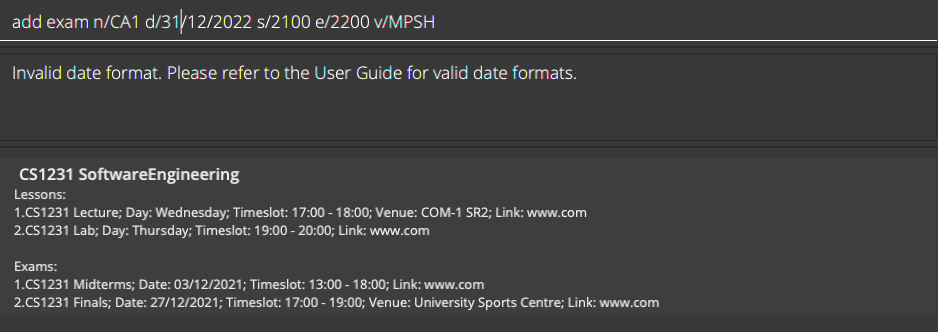 add exam n/CA1 d/31/12/2022 s/2100 e/2200 v/MPSH
Invalid date format. Please refer to the User Guide for valid date formats.
CS1231 SoftwareEngineering
Lessons:
1.CS1231 Lecture; Day: Wednesday; Timeslot: 17:00 - 18:00; Venue: COM-1 SR2; Link: www.com
2.CS1231 Lab; Day: Thursday; Timeslot: 19:00 - 20:00; Link: www.com
Exams:
1.CS1231 Midterms; Date: 03/12/2021; Timeslot: 13:00 - 18:00; Link: www.com
2.CS1231 Finals; Date: 27/12/2021; Timeslot: 17:00 - 19:00; Venue: University Sports Centre; Link: www.com